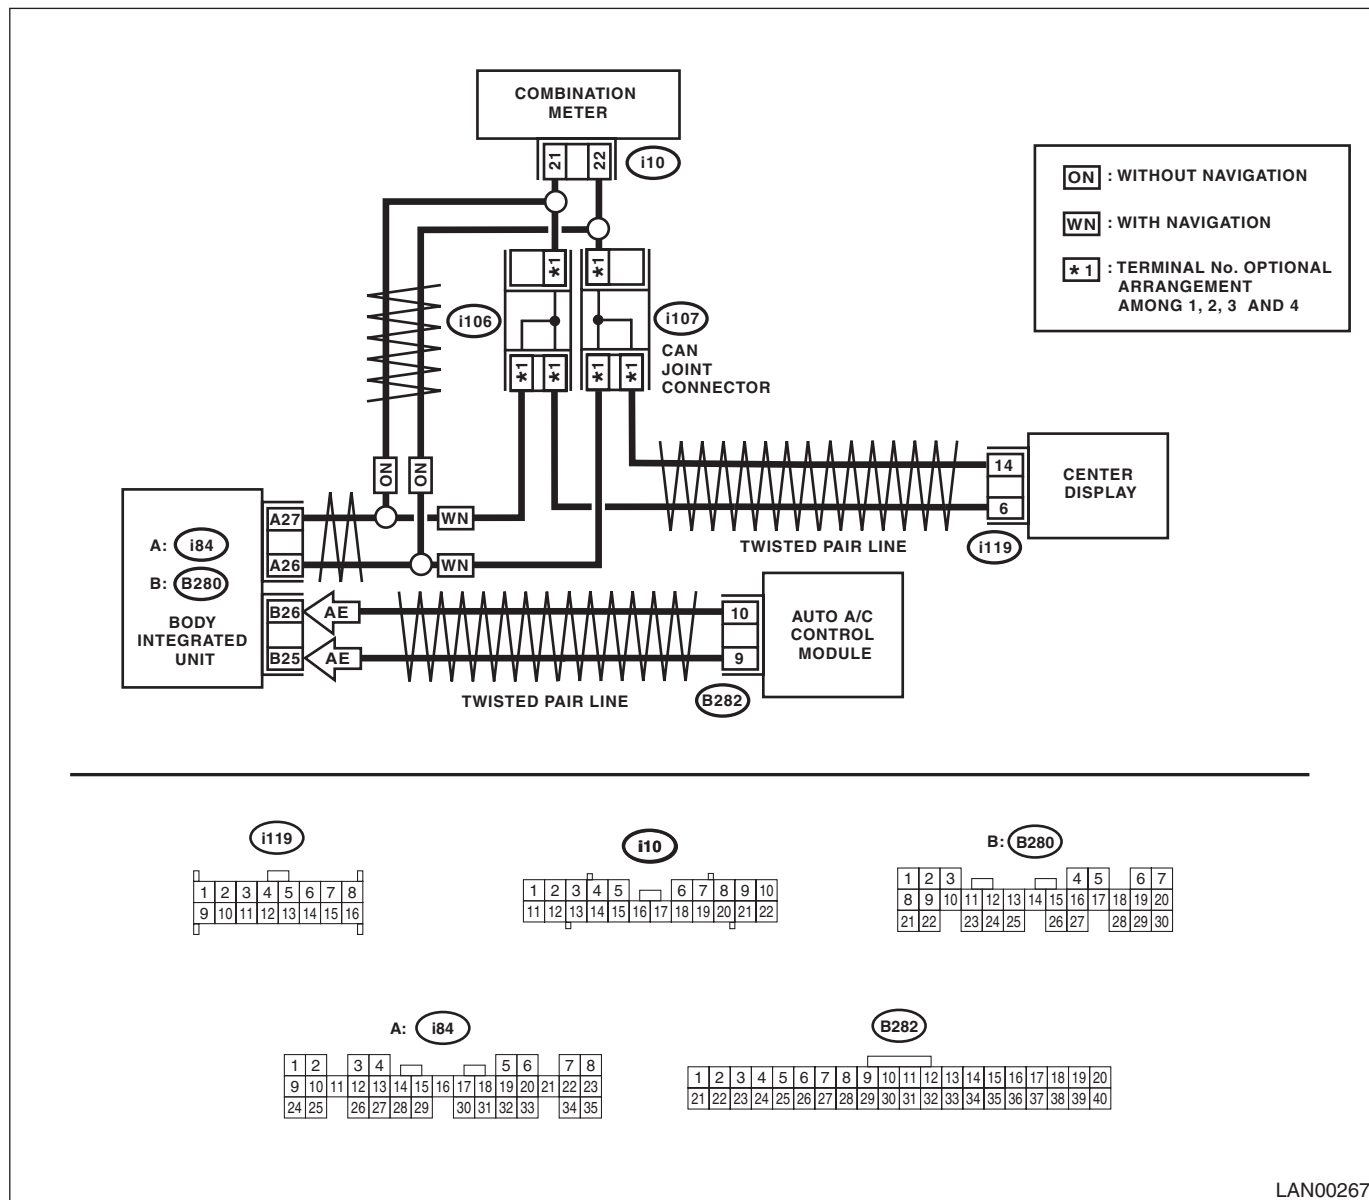 COMBINATION
METER
21 22
i10
ON : WITHOUT NAVIGATION
WN : WITH NAVIGATION
*1 : TERMINAL No. OPTIONAL
ARRANGEMENT
AMONG 1, 2, 3 AND 4
*1 *1
i106
i107
CAN
JOINT
CONNECTOR
*1 *1 *1 *1
ON ON
14
6
CENTER
DISPLAY
i119
TWISTED PAIR LINE
A: i84
B: B280
BODY
INTEGRATED
UNIT
A27
WN
A26
WN
B26 AE
B25 AE
TWISTED PAIR LINE
10
9
AUTO A/C
CONTROL
MODULE
B282
i119
1 2 3 4 5 6 7 8
9 10 11 12 13 14 15 16
i10
1 2 3 4 5 6 7 8 9 10
11 12 13 14 15 16 17 18 19 20 21 22
B: B280
1 2 3 4 5 6 7
8 9 10 11 12 13 14 15 16 17 18 19 20
21 22 23 24 25 26 27 28 29 30
A: i84
1 2 3 4 5 6 7 8
9 10 11 12 13 14 15 16 17 18 19 20 21 22 23
24 25 26 27 28 29 30 31 32 33 34 35
B282
1 2 3 4 5 6 7 8 9 10 11 12 13 14 15 16 17 18 19 20
21 22 23 24 25 26 27 28 29 30 31 32 33 34 35 36 37 38 39 40
LAN00267